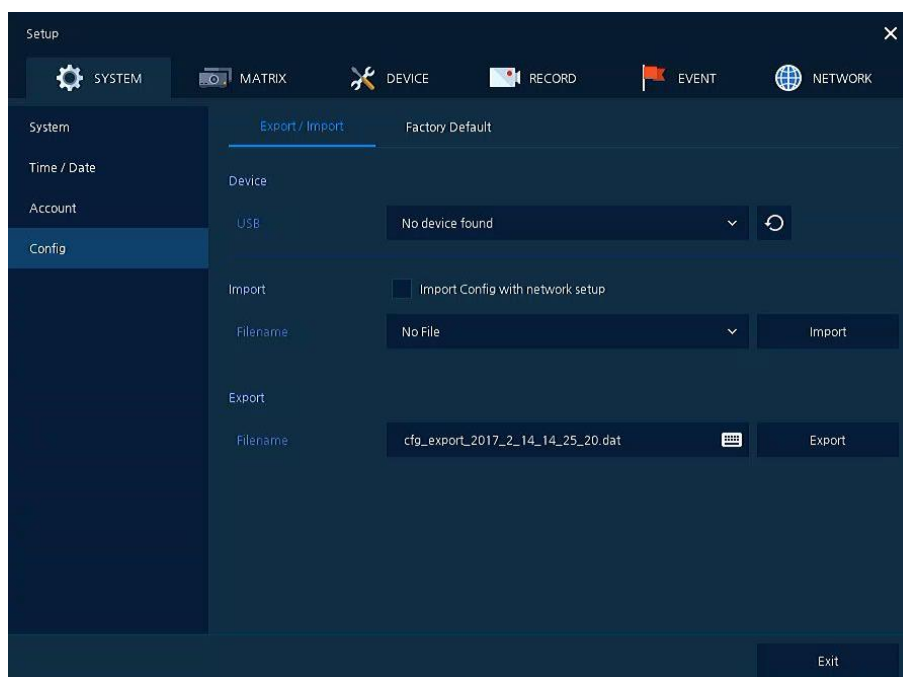 Setup
SYSTEM MATRIX DEVICE RECORD EVENT NETWORK
System
Time / Date
Account
Config
Export / Import Factory Default
Device
USB No device found
Import Import Config with network setup
Filename No File Import
Export
Filename cfg_export_2017_2_14_14_25_20.dat Export
Exit